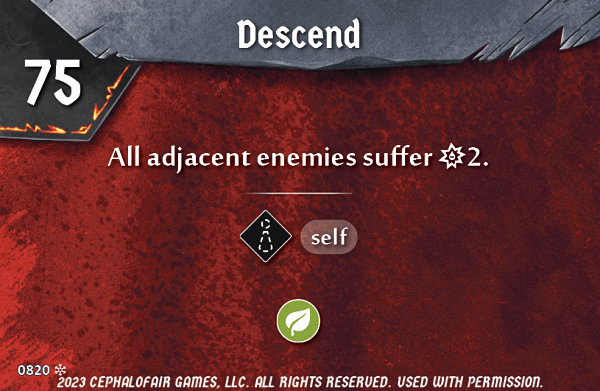 Descend
75
All adjacent enemies suffer 2.
self
0820
2023 CEPHALOFAIR GAMES, LLC. ALL RIGHTS RESERVED. USED WITH PERMISSION.